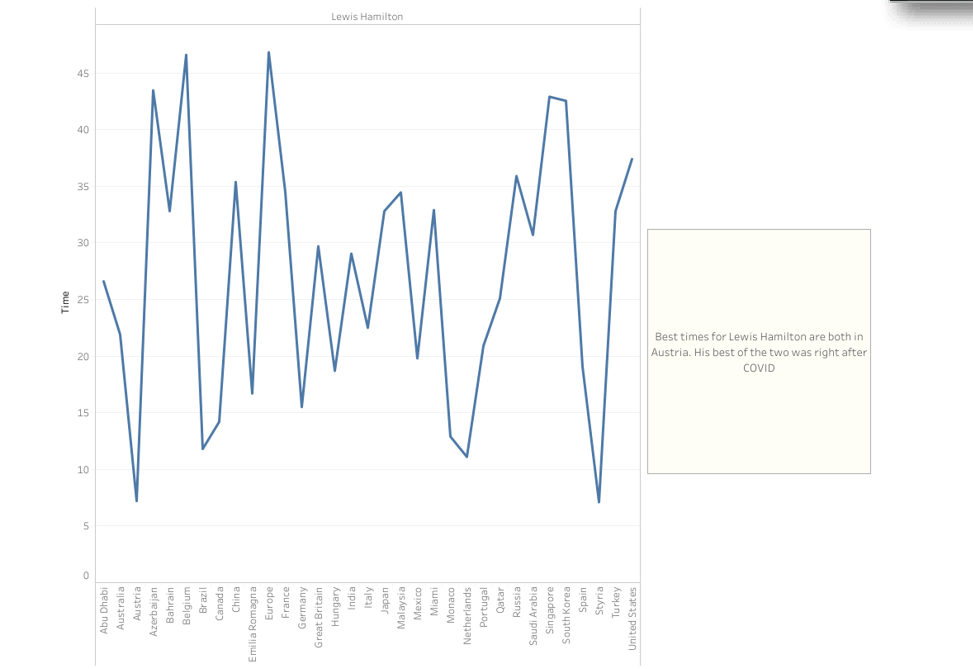 Lewis Hamilton
45
40
35
30
25
20
15
10
5
0
Time
Abu Dhabi
Australia
Austria
Azerbaijan
Bahrain
Belgium
Brazil
Canada
China
Emilia Romagna
Europe
France
Germany
Great Britain
Hungary
India
Italy
Japan
Malaysia
Mexico
Miami
Monaco
Netherlands
Portugal
Qatar
Russia
Saudi Arabia
Singapore
South Korea
Spain
Styria
Turkey
United States
Best times for Lewis Hamilton are both in
Austria. His best of the two was right after
COVID